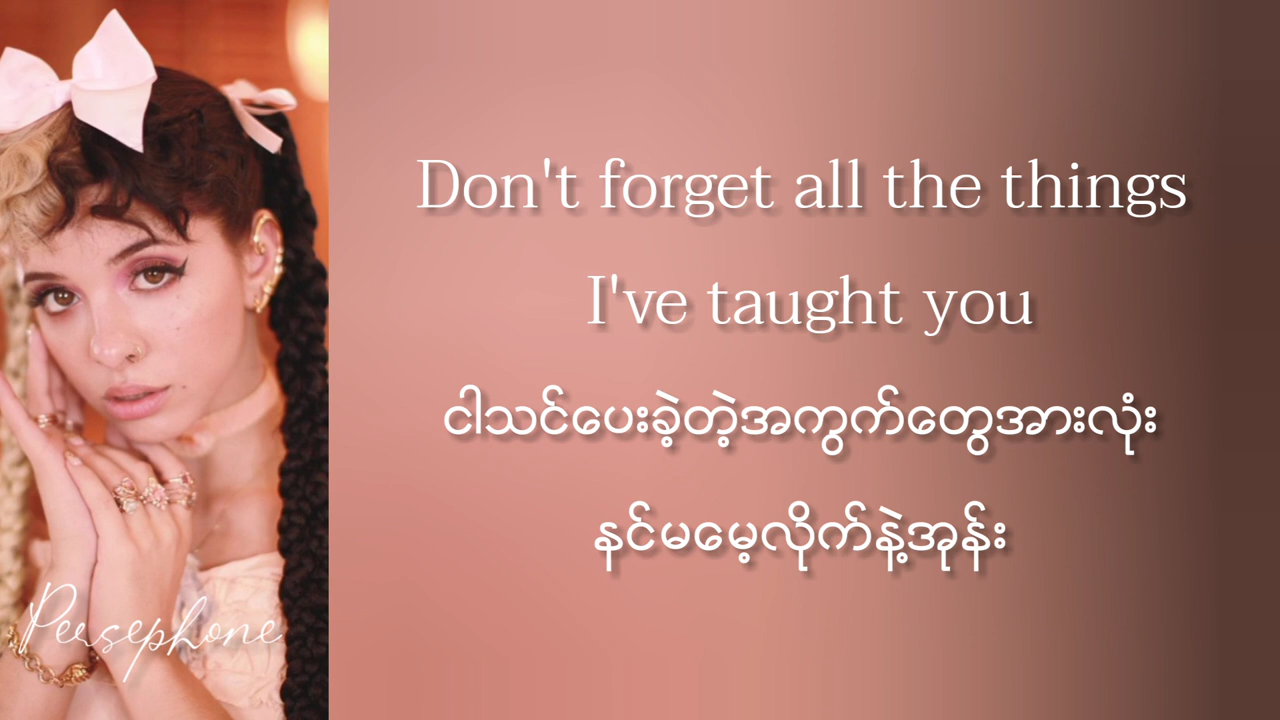 Don't forget all the things
I've taught you
ငါသင်ပေးခဲ့တဲ့အကွက်တွေအားလုံး
နင်မမေ့လိုက်နဲ့အုန်း
Persephone